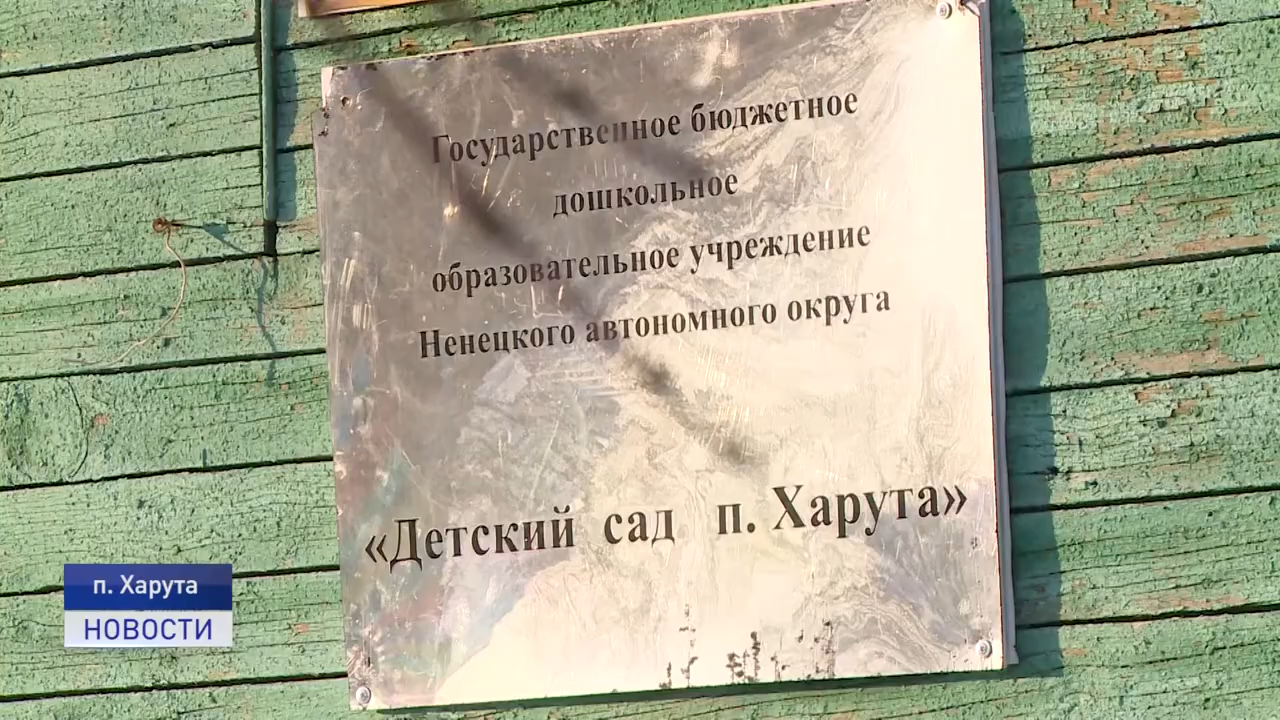 Государственное бюджетное
дошкольное
образовательное учреждение
Ненецкого автономного округа
«Детский сад п. Харута»
п. Харута
НОВОСТИ